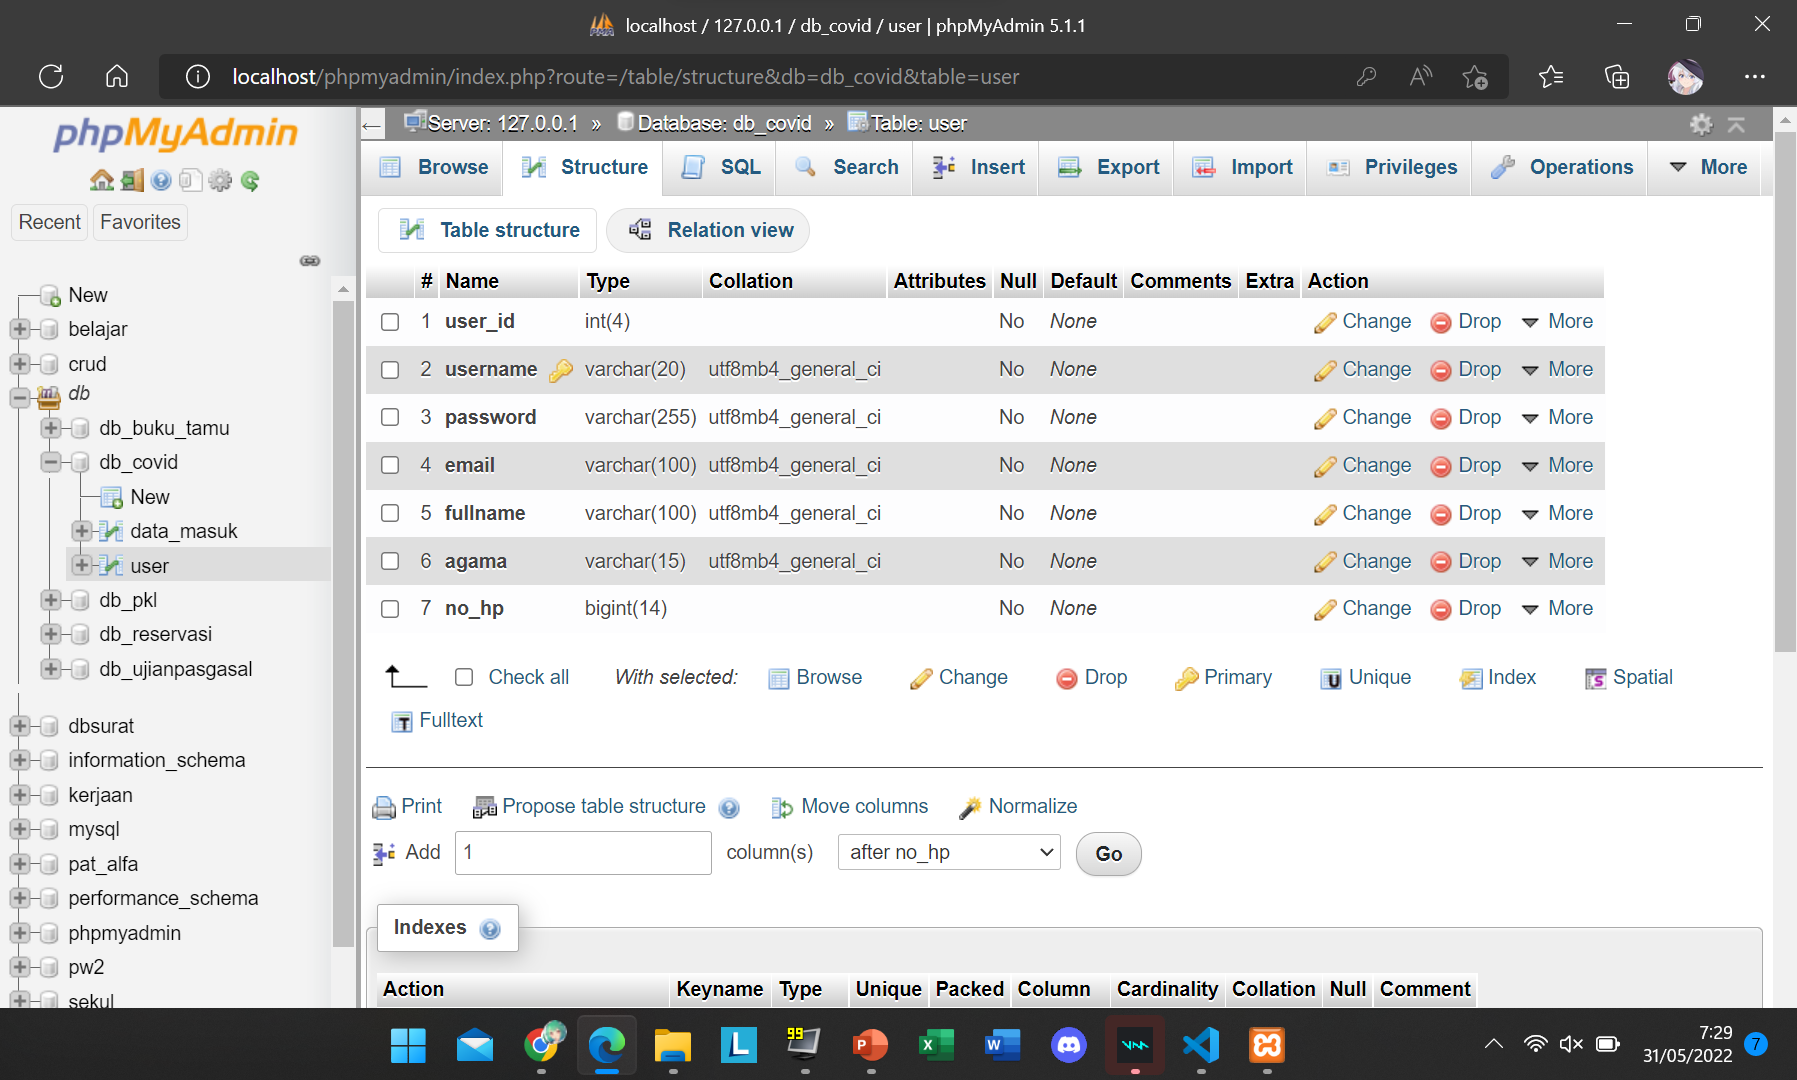 localhost / 127.0.0.1 / db_covid / user | phpMyAdmin 5.1.1
localhost/phpmyadmin/index.php?route=/table/structure&db=db_covid&table=user
phpMyAdmin
Recent Favorites
New
belajar
crud
db
db_buku_tamu
db_covid
New
data_masuk
user
db_pkl
db_reservasi
db_ujianpasgasal
dbsurat
information_schema
kerjaan
mysql
pat_alfa
performance_schema
phpmyadmin
pw2
sekul
Server: 127.0.0.1 » Database: db_covid » Table: user
Browse Structure SQL Search Insert Export Import Privileges Operations More
Table structure Relation view
# Name Type Collation Attributes Null Default Comments Extra Action
1 user_id int(4) No None Change Drop More
2 username varchar(20) utf8mb4_general_ci No None Change Drop More
3 password varchar(255) utf8mb4_general_ci No None Change Drop More
4 email varchar(100) utf8mb4_general_ci No None Change Drop More
5 fullname varchar(100) utf8mb4_general_ci No None Change Drop More
6 agama varchar(15) utf8mb4_general_ci No None Change Drop More
7 no_hp bigint(14) No None Change Drop More
Check all With selected: Browse Change Drop Primary Unique Index Spatial
Fulltext
Print Propose table structure Move columns Normalize
Add 1 column(s) after no_hp Go
Indexes
Action Keyname Type Unique Packed Column Cardinality Collation Null Comment
99
7:29
31/05/2022
7